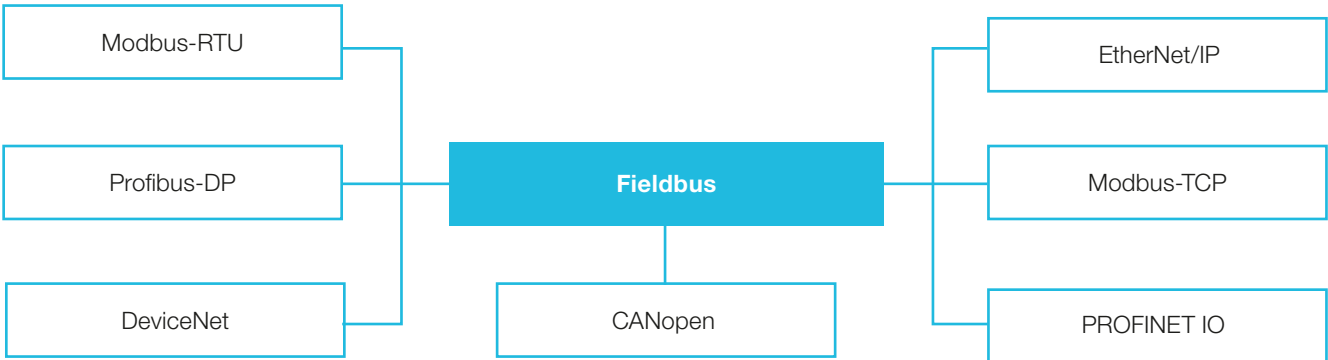 Modbus-RTU
EtherNet/IP
Profibus-DP
Fieldbus
Modbus-TCP
DeviceNet
CANopen
PROFINET IO